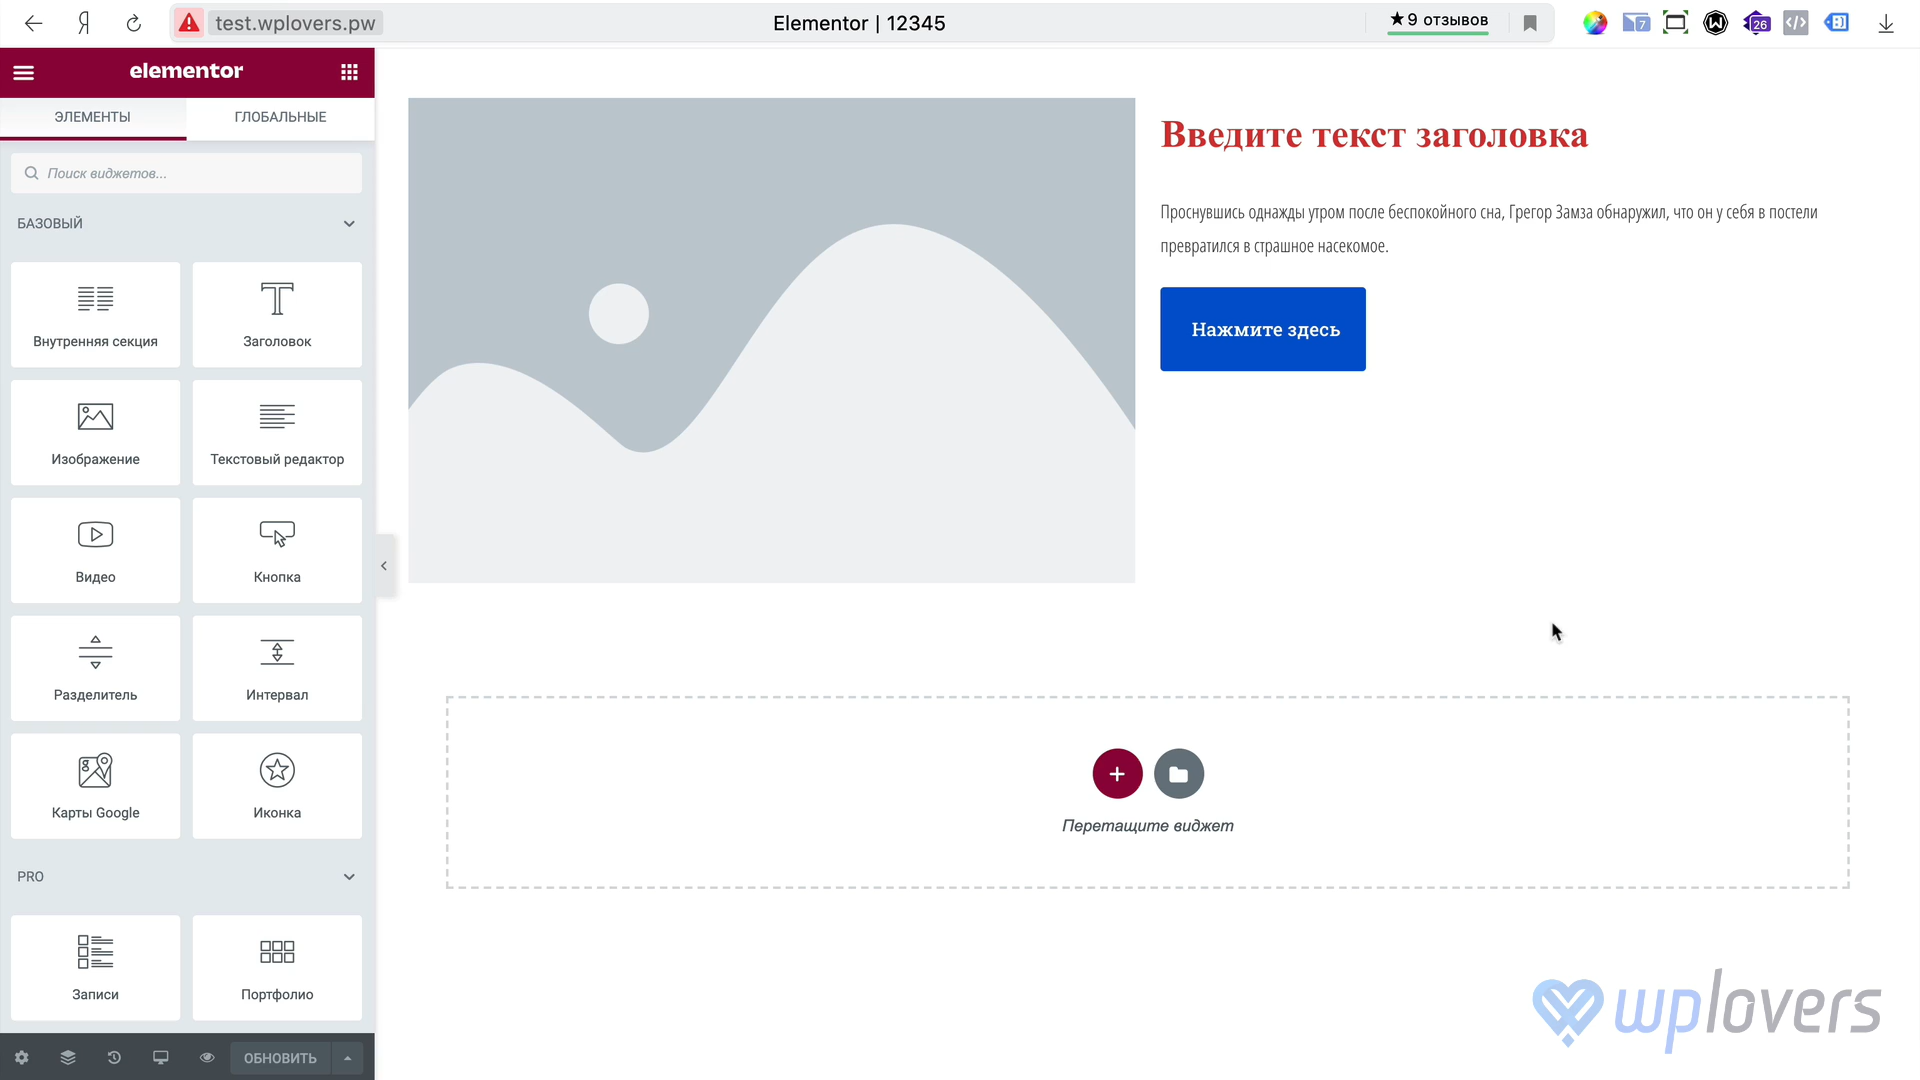 test.wplovers.pw
Elementor | 12345
★9 отзывов
7
26
elementor
ЭЛЕМЕНТЫ
ГЛОБАЛЬНЫЕ
Поиск виджетов...
БАЗОВЫЙ
Внутренняя секция
Заголовок
Изображение
Текстовый редактор
Видео
Кнопка
Разделитель
Интервал
Карты Google
Иконка
PRO
Записи
Портфолио
ОБНОВИТЬ
Введите текст заголовка
Проснувшись однажды утром после беспокойного сна, Грегор Замза обнаружил, что он у себя в постели
превратился в страшное насекомое.
Нажмите здесь
Перетащите виджет
wplovers